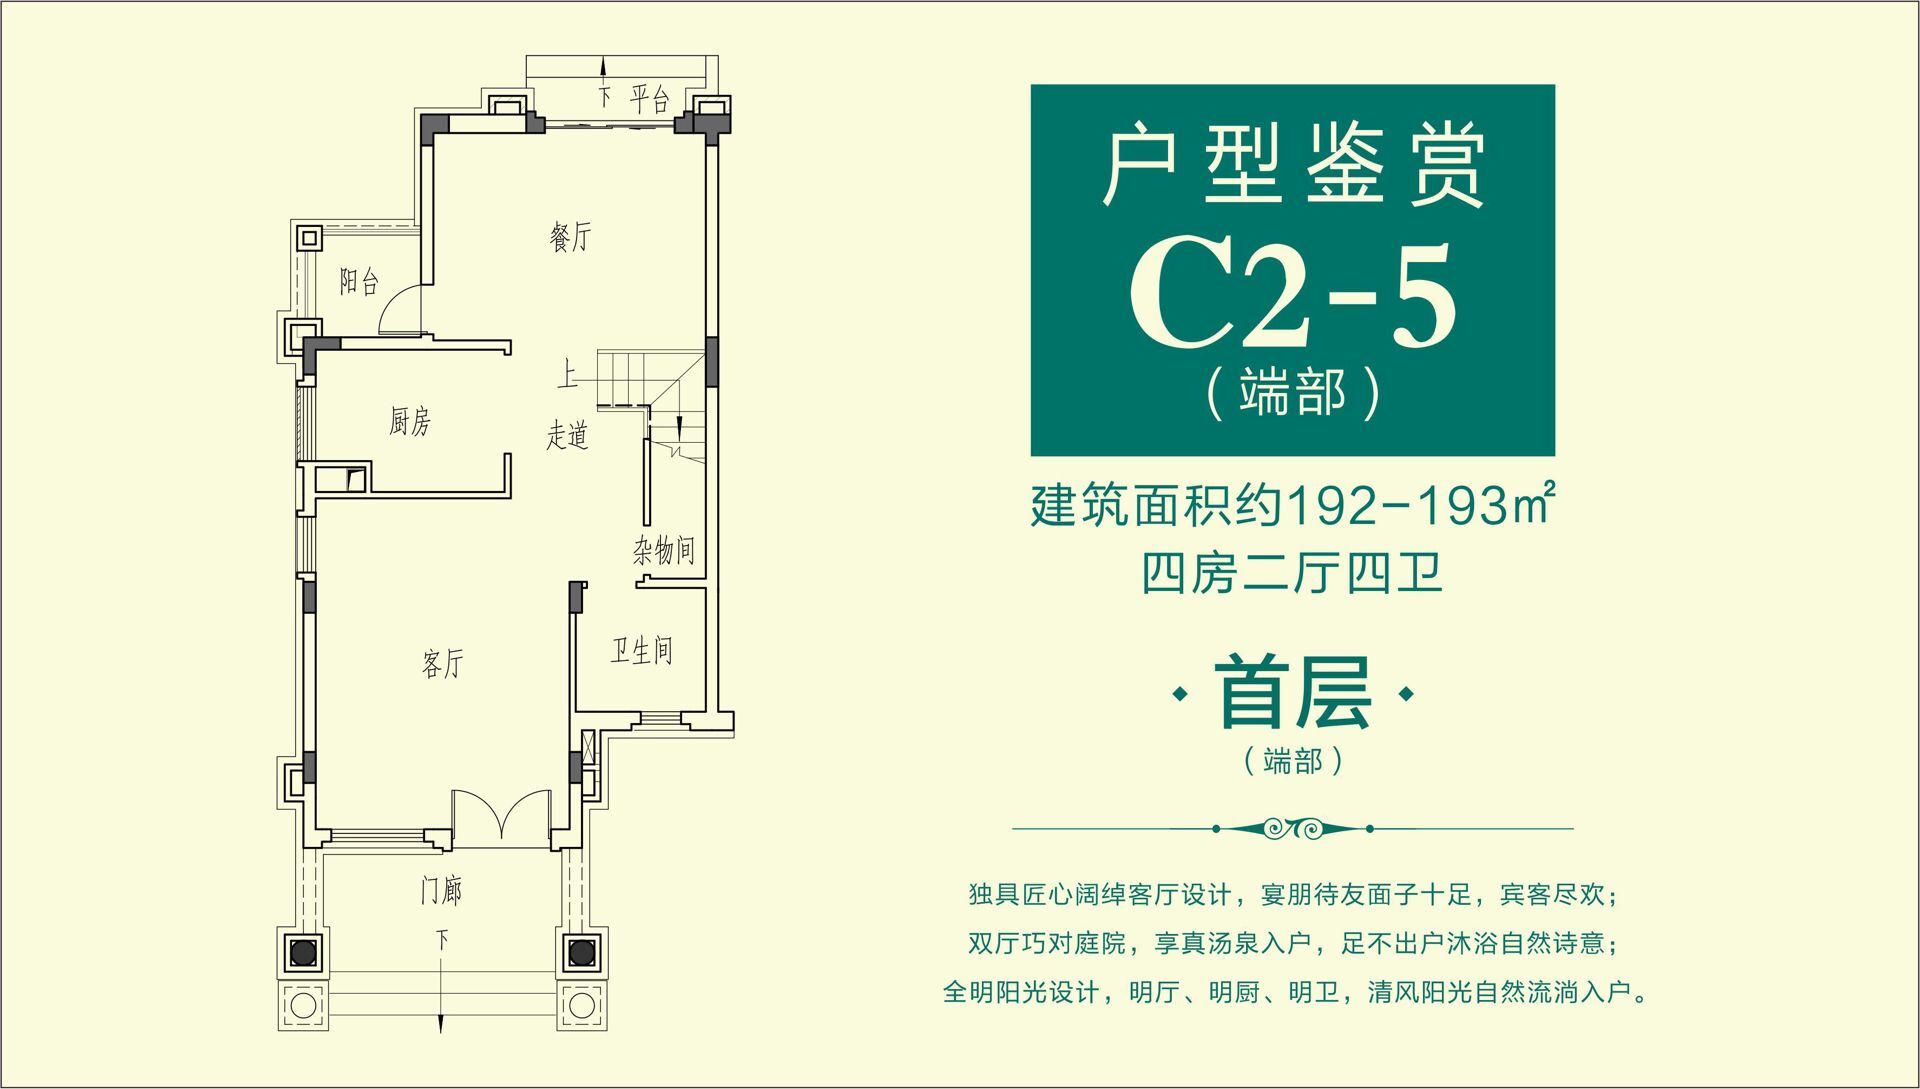 下 平台
餐厅
阳台
上
厨房
走道
杂物间
卫生间
客厅
门廊
下
户型鉴赏
C2-5
（端部）
建筑面积约192-193㎡
四房二厅四卫
·首层·
（端部）
独具匠心阔绰客厅设计，宴朋待友面子十足，宾客尽欢；
双厅巧对庭院，享真汤泉入户，足不出户沐浴自然诗意；
全明阳光设计，明厅、明厨、明卫，清风阳光自然流淌入户。